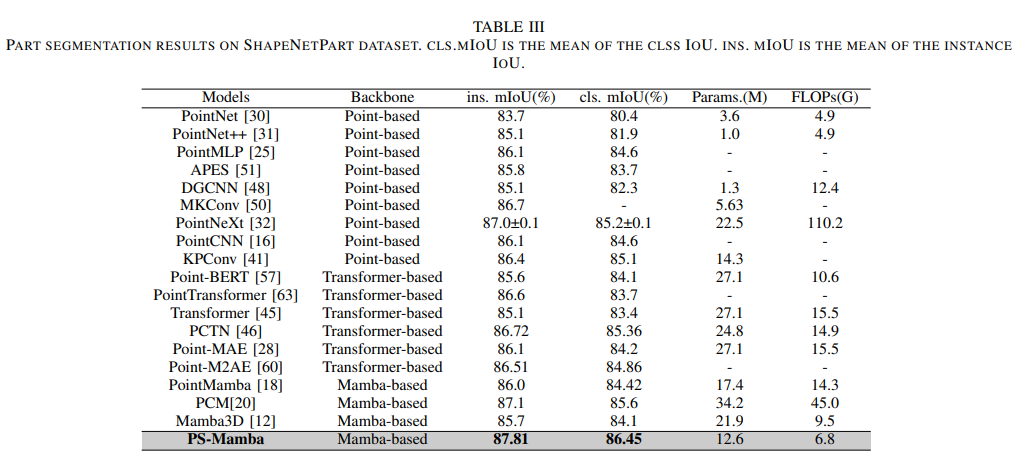 TABLE III
PART SEGMENTATION RESULTS ON SHAPENETPART DATASET. CLS.MIOU IS THE MEAN OF THE CLSS IOU. INS. MIOU IS THE MEAN OF THE INSTANCE
IOU.
Models Backbone ins. mIoU(%) cls. mIoU(%) Params.(M) FLOPs(G)
PointNet [30] Point-based 83.7 80.4 3.6 4.9
PointNet++ [31] Point-based 85.1 81.9 1.0 4.9
PointMLP [25] Point-based 86.1 84.6 - -
APES [51] Point-based 85.8 83.7 - -
DGCNN [48] Point-based 85.1 82.3 1.3 12.4
MKConv [50] Point-based 86.7 - 5.63 -
PointNeXt [32] Point-based 87.0±0.1 85.2±0.1 22.5 110.2
PointCNN [16] Point-based 86.1 84.6 - -
KPConv [41] Point-based 86.4 85.1 14.3 -
Point-BERT [57] Transformer-based 85.6 84.1 27.1 10.6
PointTransformer [63] Transformer-based 86.6 83.7 - -
Transformer [45] Transformer-based 85.1 83.4 27.1 15.5
PCTN [46] Transformer-based 86.72 85.36 24.8 14.9
Point-MAE [28] Transformer-based 86.1 84.2 27.1 15.5
Point-M2AE [60] Transformer-based 86.51 84.86 - -
PointMamba [18] Mamba-based 86.0 84.42 17.4 14.3
PCM[20] Mamba-based 87.1 85.6 34.2 45.0
Mamba3D [12] Mamba-based 85.7 84.1 21.9 9.5
PS-Mamba Mamba-based 87.81 86.45 12.6 6.8